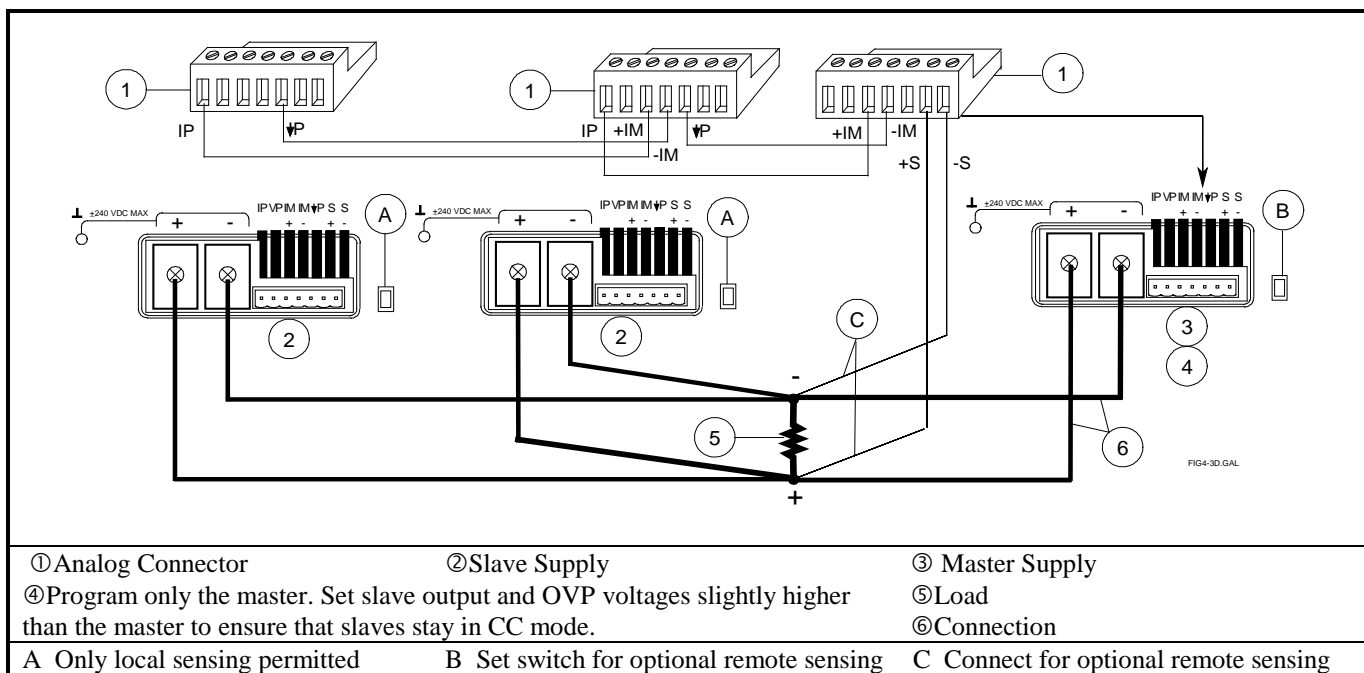 1 1 1
IP ▼P IP +IM -IM ▼P +IM -IM
+S -S
⊥ ±240 VDC MAX + - IP VP IM IM ▼P S S + - + - A
⊥ ±240 VDC MAX + - IP VP IM IM ▼P S S + - + - A
⊥ ±240 VDC MAX + - IP VP IM IM ▼P S S + - + - B
2 2 3
4
C
-
5
6
+
FIG4-3D.GAL
①Analog Connector ②Slave Supply ③ Master Supply
④Program only the master. Set slave output and OVP voltages slightly higher ⑤Load
than the master to ensure that slaves stay in CC mode. ⑥Connection
A Only local sensing permitted B Set switch for optional remote sensing C Connect for optional remote sensing